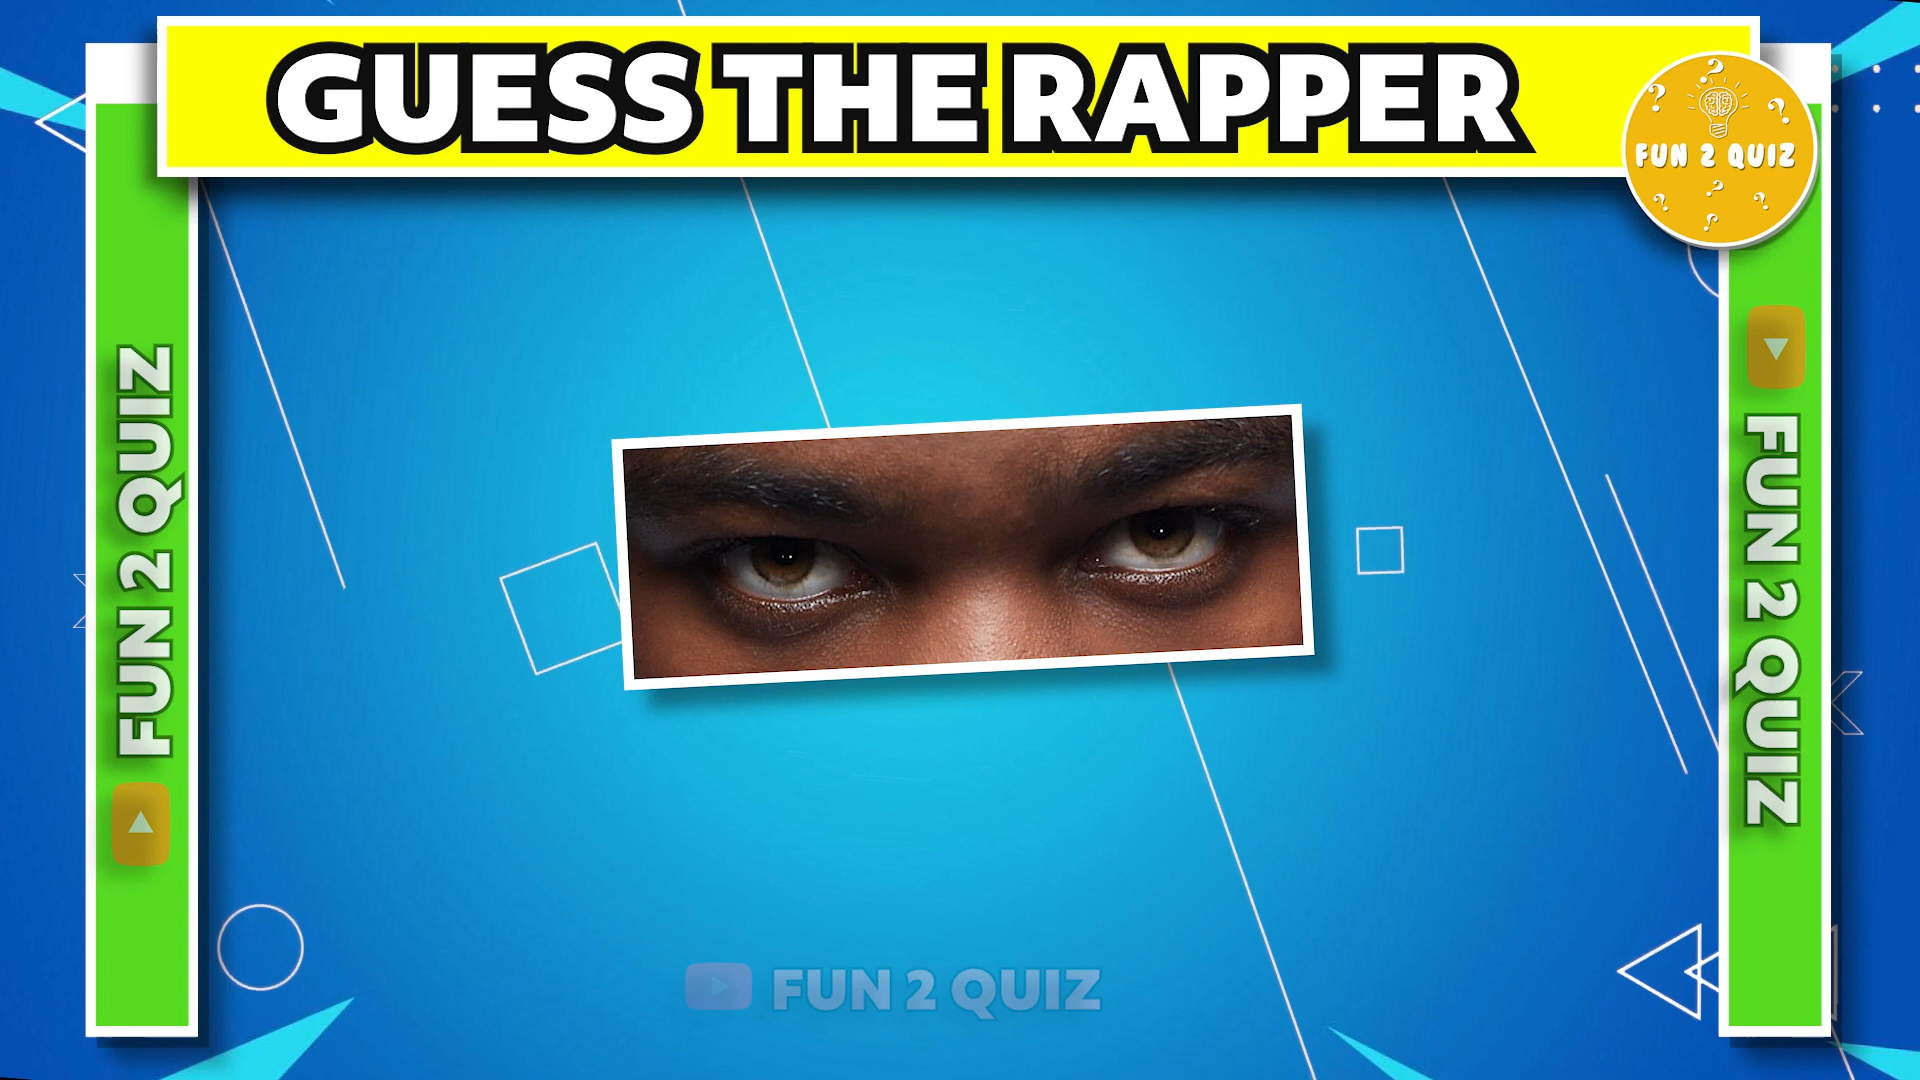 GUESS THE RAPPER
? ? ?
FUN 2 QUIZ
? ? ? ?
FUN 2 QUIZ
FUN 2 QUIZ
FUN 2 QUIZ